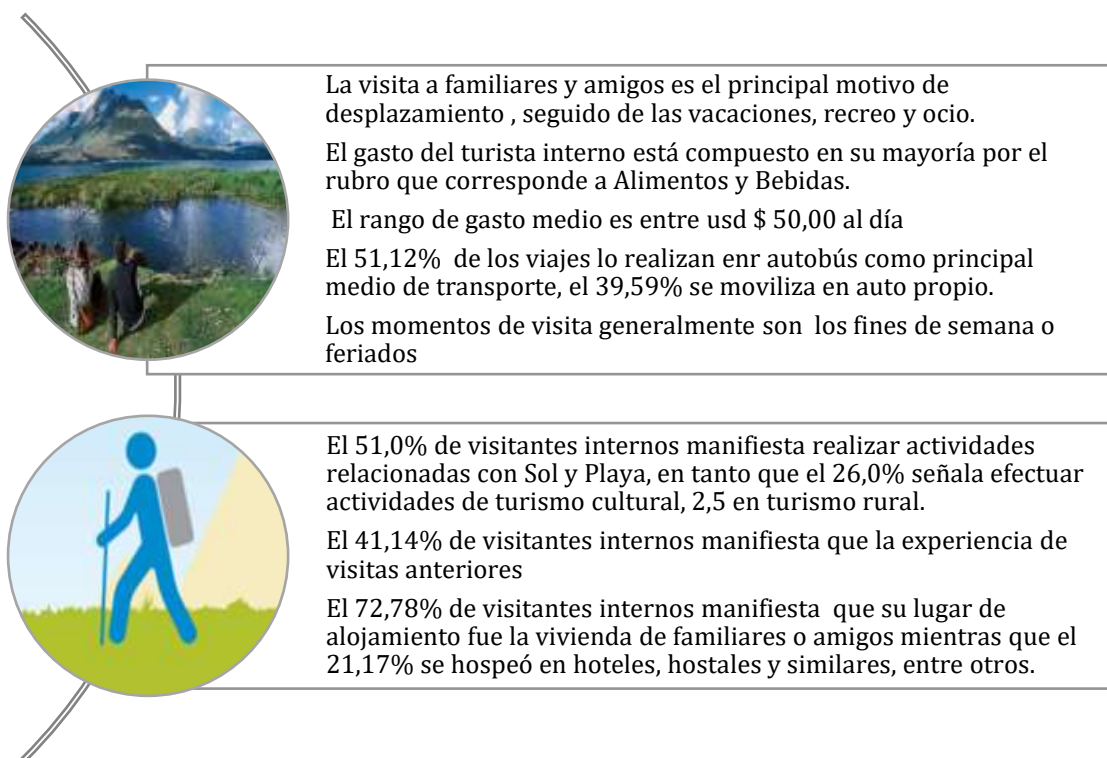 La visita a familiares y amigos es el principal motivo de
desplazamiento , seguido de las vacaciones, recreo y ocio.
El gasto del turista interno está compuesto en su mayoría por el
rubro que corresponde a Alimentos y Bebidas.
El rango de gasto medio es entre usd $ 50,00 al día
El 51,12% de los viajes lo realizan enr autobús como principal
medio de transporte, el 39,59% se moviliza en auto propio.
Los momentos de visita generalmente son los fines de semana o
feriados
El 51,0% de visitantes internos manifiesta realizar actividades
relacionadas con Sol y Playa, en tanto que el 26,0% señala efectuar
actividades de turismo cultural, 2,5 en turismo rural.
El 41,14% de visitantes internos manifiesta que la experiencia de
visitas anteriores
El 72,78% de visitantes internos manifiesta que su lugar de
alojamiento fue la vivienda de familiares o amigos mientras que el
21,17% se hospeó en hoteles, hostales y similares, entre otros.